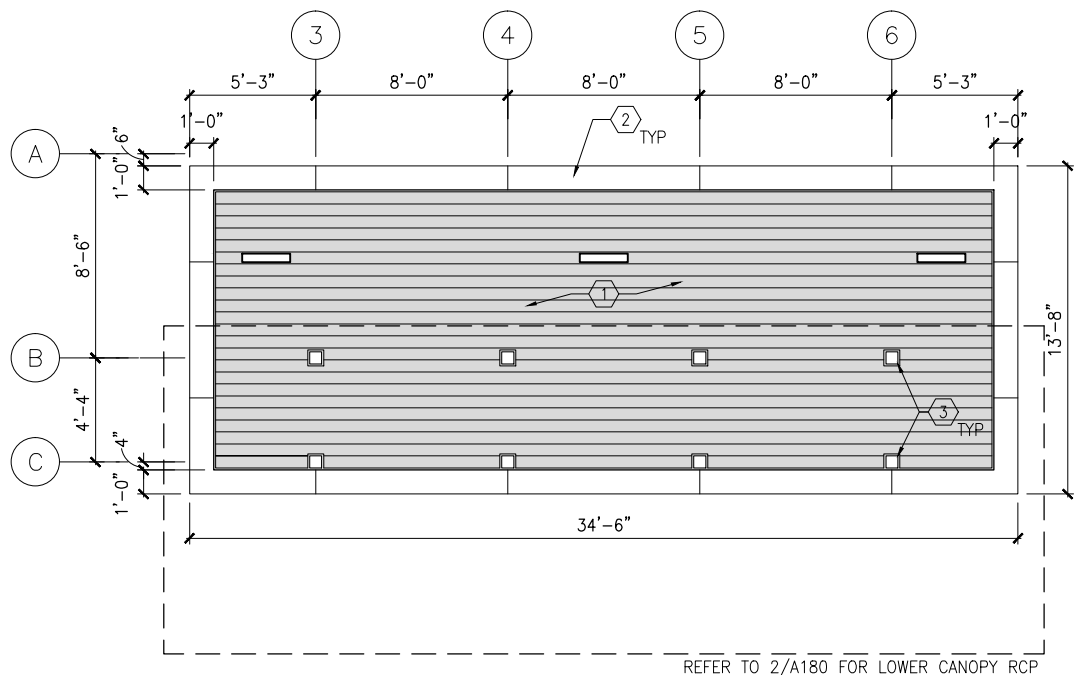 3 4 5 6
5'-3" 8'-0" 8'-0" 8'-0" 5'-3"
1'-0" 2 TYP 1'-0"
A
6"
1'-0"
8'-6"
1
13'-8"
B
4'-4"
3 TYP
4"
C
1'-0"
34'-6"
REFER TO 2/A180 FOR LOWER CANOPY RCP